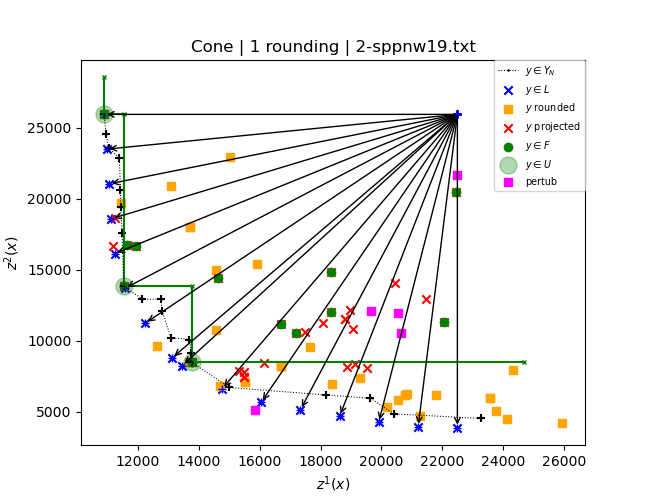 Cone | 1 rounding | 2-sppnw19.txt
y ∈ Y_N
y ∈ L
y rounded
y projected
y ∈ F
y ∈ U
pertub
z²(x)
25000
20000
15000
10000
5000
12000 14000 16000 18000 20000 22000 24000 26000
z¹(x)